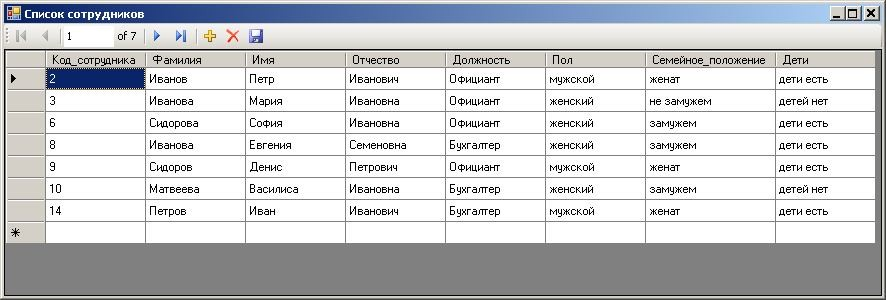 Список сотрудников
1 of 7
Код_сотрудника Фамилия Имя Отчество Должность Пол Семейное_положение Дети
2 Иванов Петр Иванович Официант мужской женат дети есть
3 Иванова Мария Ивановна Официант женский не замужем детей нет
6 Сидорова София Ивановна Официант женский замужем дети есть
8 Иванова Евгения Семеновна Бухгалтер женский замужем дети есть
9 Сидоров Денис Петрович Официант мужской женат дети есть
10 Матвеева Василиса Ивановна Бухгалтер женский замужем детей нет
14 Петров Иван Иванович Бухгалтер мужской женат дети есть